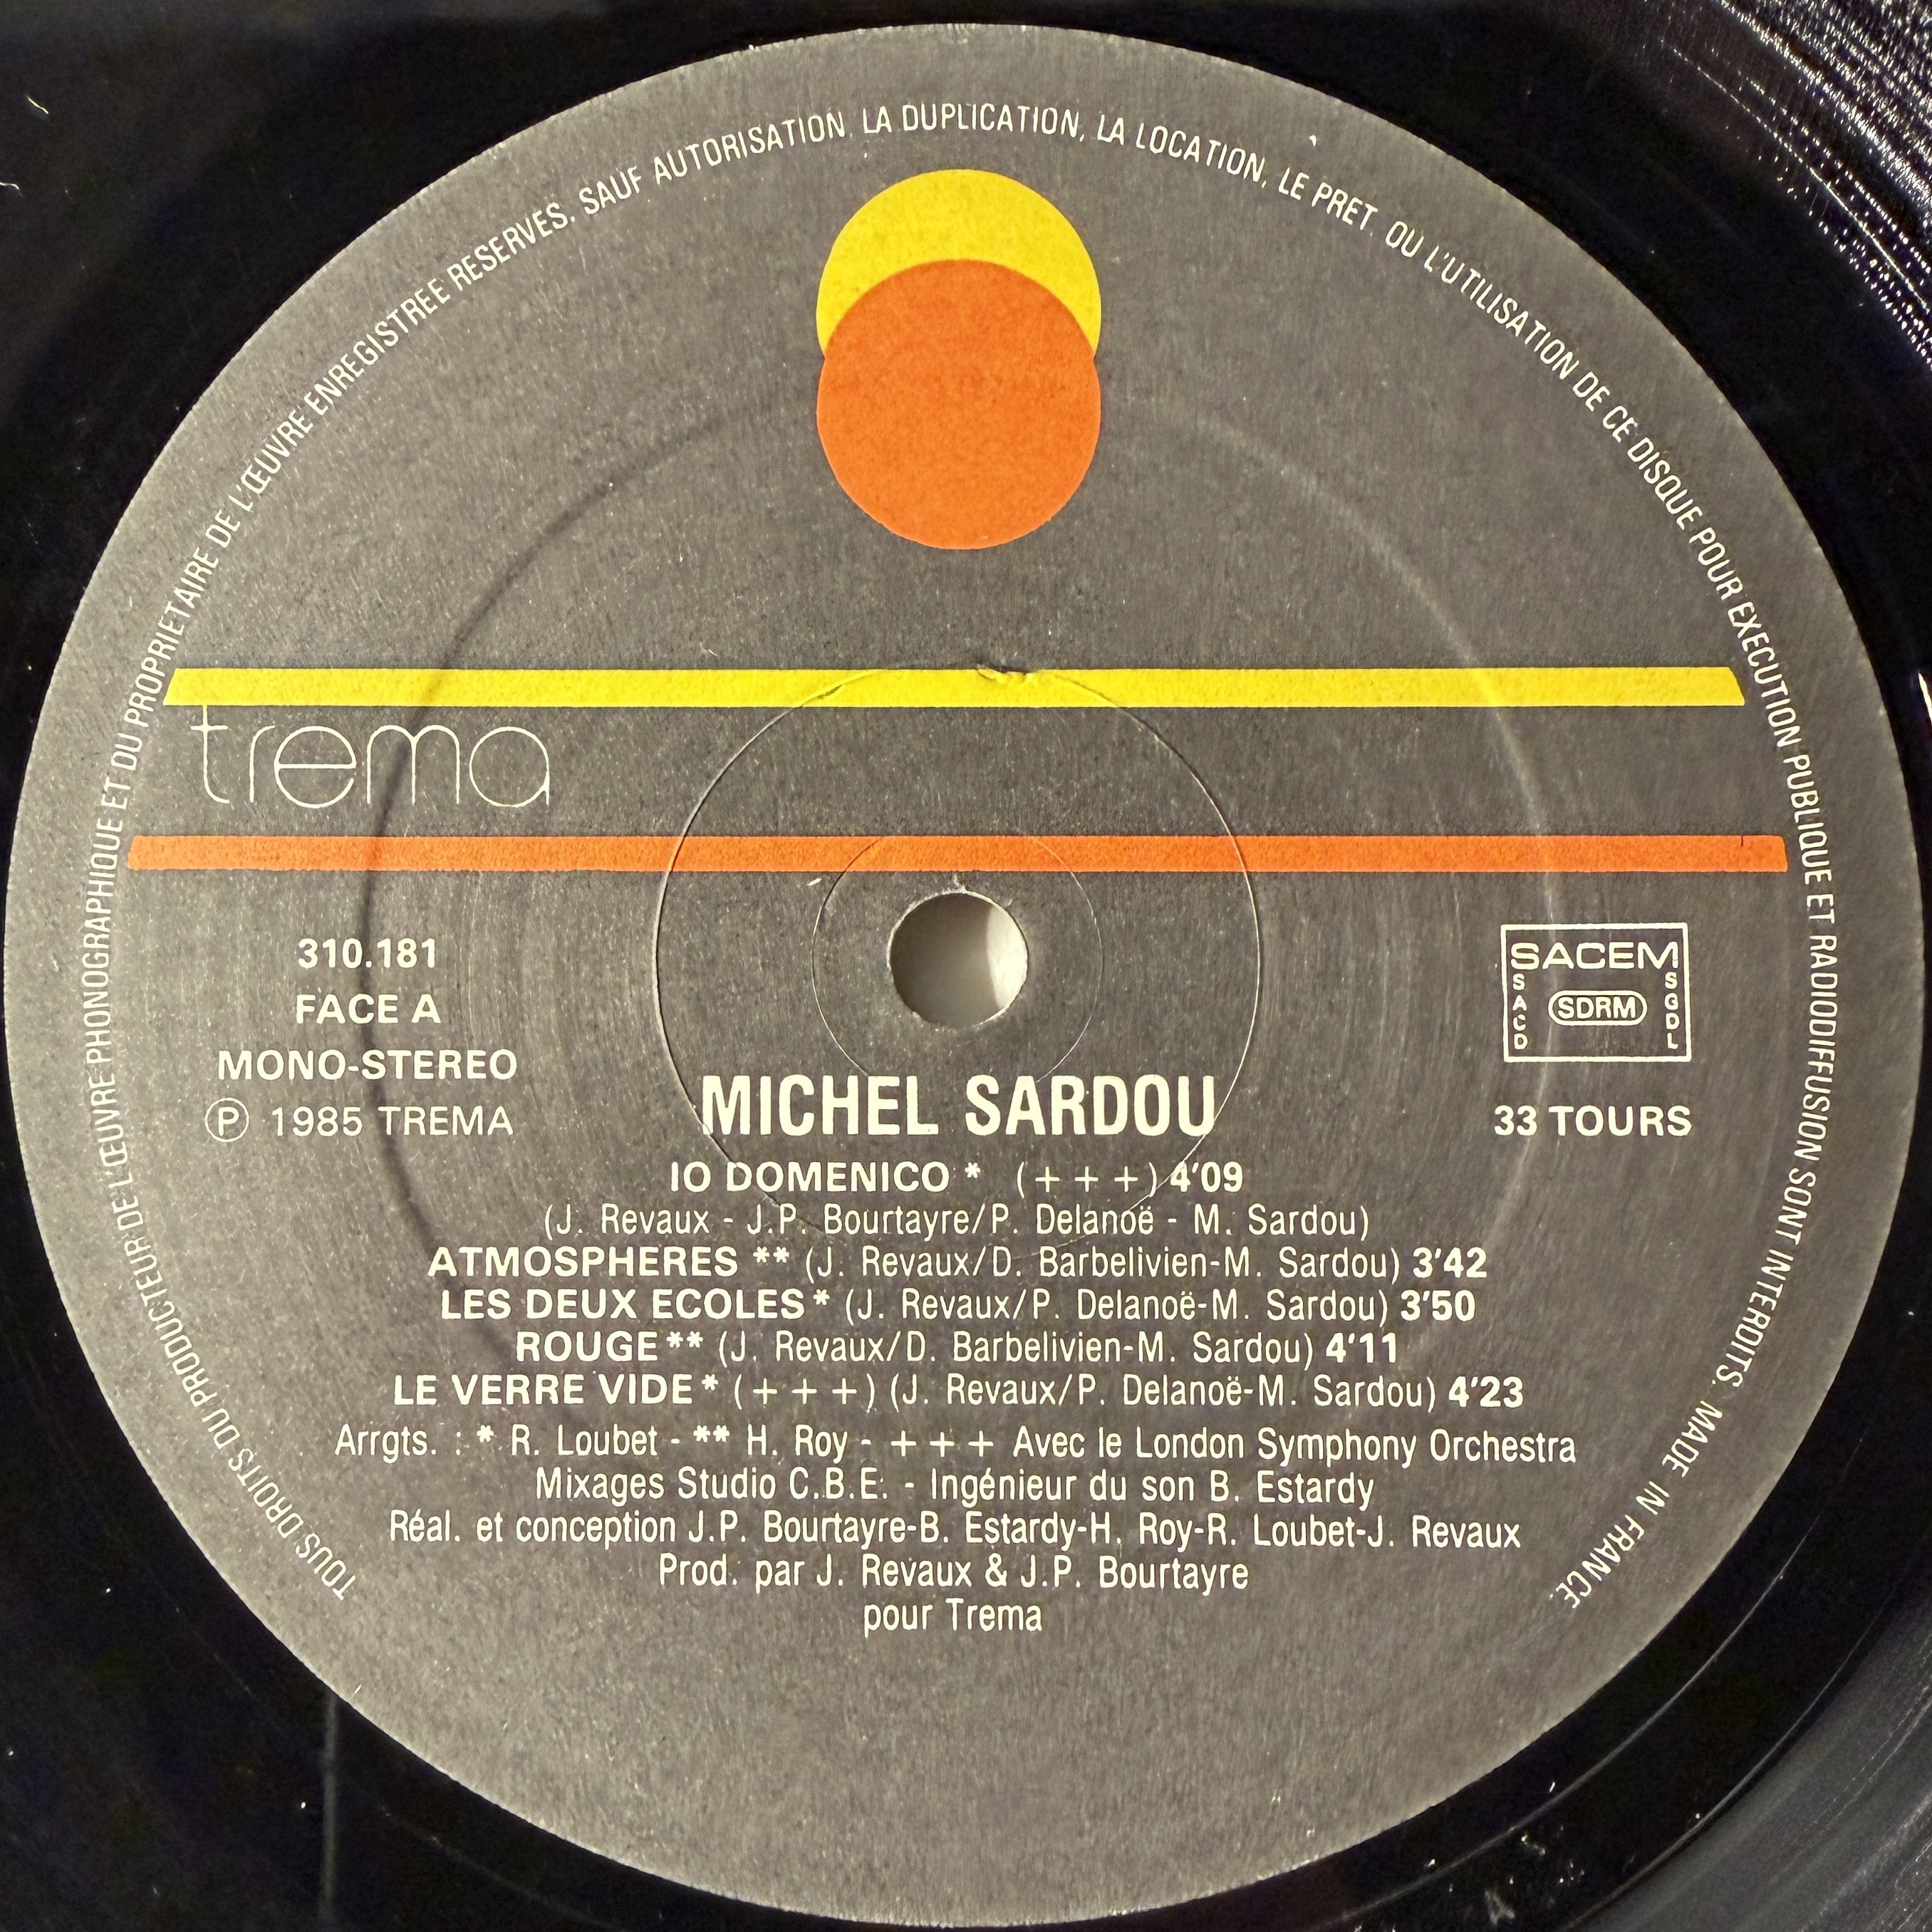 TOUS DROITS DU PRODUCTEUR DE L'ŒUVRE PHONOGRAPHIQUE ET DU PROPRIETAIRE DE L'ŒUVRE ENREGISTREE RESERVES. SAUF AUTORISATION, LA DUPLICATION, LA LOCATION, LE PRET, OU L'UTILISATION DE CE DISQUE POUR EXECUTION PUBLIQUE ET RADIODIFFUSION SONT INTERDITS. MADE IN FRANCE.
trema
310.181
FACE A
MONO-STEREO
Ⓟ 1985 TREMA
SACEM
SACD
SDRM
SGDL
33 TOURS
MICHEL SARDOU
IO DOMENICO * (+ + +) 4'09
(J. Revaux - J.P. Bourtayre/P. Delanoë - M. Sardou)
ATMOSPHERES ** (J. Revaux/D. Barbelivien-M. Sardou) 3'42
LES DEUX ECOLES * (J. Revaux/P. Delanoë-M. Sardou) 3'50
ROUGE ** (J. Revaux/D. Barbelivien-M. Sardou) 4'11
LE VERRE VIDE * (+ + +) (J. Revaux/P. Delanoë-M. Sardou) 4'23
Arrgts. : * R. Loubet - ** H. Roy - + + + Avec le London Symphony Orchestra
Mixages Studio C.B.E. - Ingénieur du son B. Estardy
Réal. et conception J.P. Bourtayre-B. Estardy-H. Roy-R. Loubet-J. Revaux
Prod. par J. Revaux & J.P. Bourtayre
pour Trema